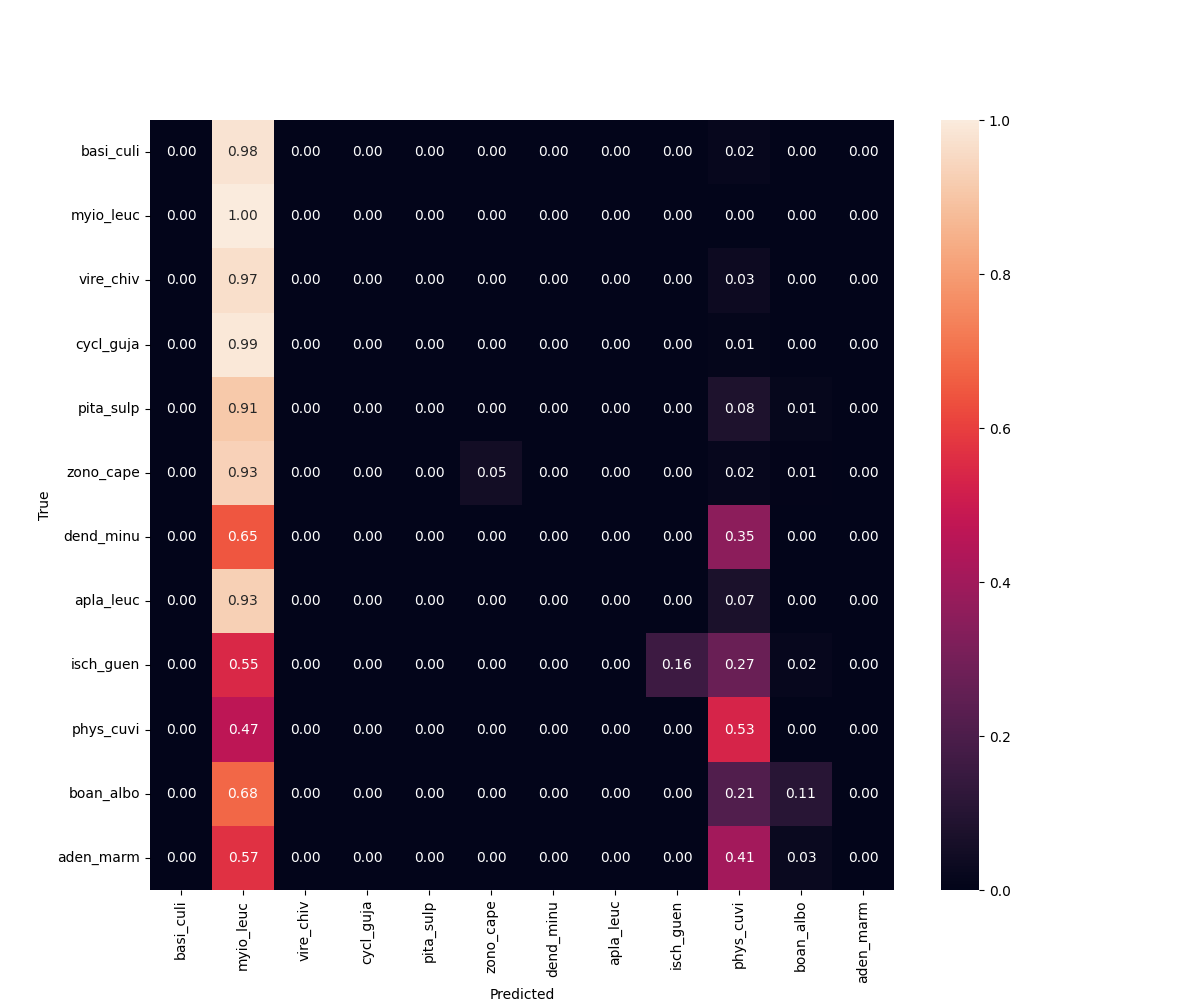 basi_culi 0.00 0.98 0.00 0.00 0.00 0.00 0.00 0.00 0.00 0.02 0.00 0.00
myio_leuc 0.00 1.00 0.00 0.00 0.00 0.00 0.00 0.00 0.00 0.00 0.00 0.00
vire_chiv 0.00 0.97 0.00 0.00 0.00 0.00 0.00 0.00 0.00 0.03 0.00 0.00
cycl_guja 0.00 0.99 0.00 0.00 0.00 0.00 0.00 0.00 0.00 0.01 0.00 0.00
pita_sulp 0.00 0.91 0.00 0.00 0.00 0.00 0.00 0.00 0.00 0.08 0.01 0.00
zono_cape 0.00 0.93 0.00 0.00 0.00 0.05 0.00 0.00 0.00 0.02 0.01 0.00
dend_minu 0.00 0.65 0.00 0.00 0.00 0.00 0.00 0.00 0.00 0.35 0.00 0.00
apla_leuc 0.00 0.93 0.00 0.00 0.00 0.00 0.00 0.00 0.00 0.07 0.00 0.00
isch_guen 0.00 0.55 0.00 0.00 0.00 0.00 0.00 0.00 0.16 0.27 0.02 0.00
phys_cuvi 0.00 0.47 0.00 0.00 0.00 0.00 0.00 0.00 0.00 0.53 0.00 0.00
boan_albo 0.00 0.68 0.00 0.00 0.00 0.00 0.00 0.00 0.00 0.21 0.11 0.00
aden_marm 0.00 0.57 0.00 0.00 0.00 0.00 0.00 0.00 0.00 0.41 0.03 0.00
True
basi_culi myio_leuc vire_chiv cycl_guja pita_sulp zono_cape dend_minu apla_leuc isch_guen phys_cuvi boan_albo aden_marm
Predicted
1.0
0.8
0.6
0.4
0.2
0.0